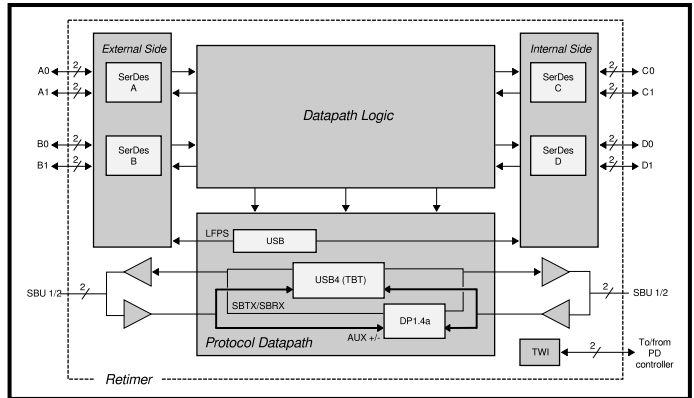 External Side
Internal Side
A0
2
SerDes
A
SerDes
C
2
C0
A1
2
2
C1
Datapath Logic
B0
2
SerDes
B
SerDes
D
2
D0
B1
2
2
D1
LFPS
USB
USB4 (TBT)
SBU 1/2
2
2
SBU 1/2
SBTX/SBRX
DP1.4a
AUX +/-
Protocol Datapath
TWI
2
To/from
PD
controller
Retimer